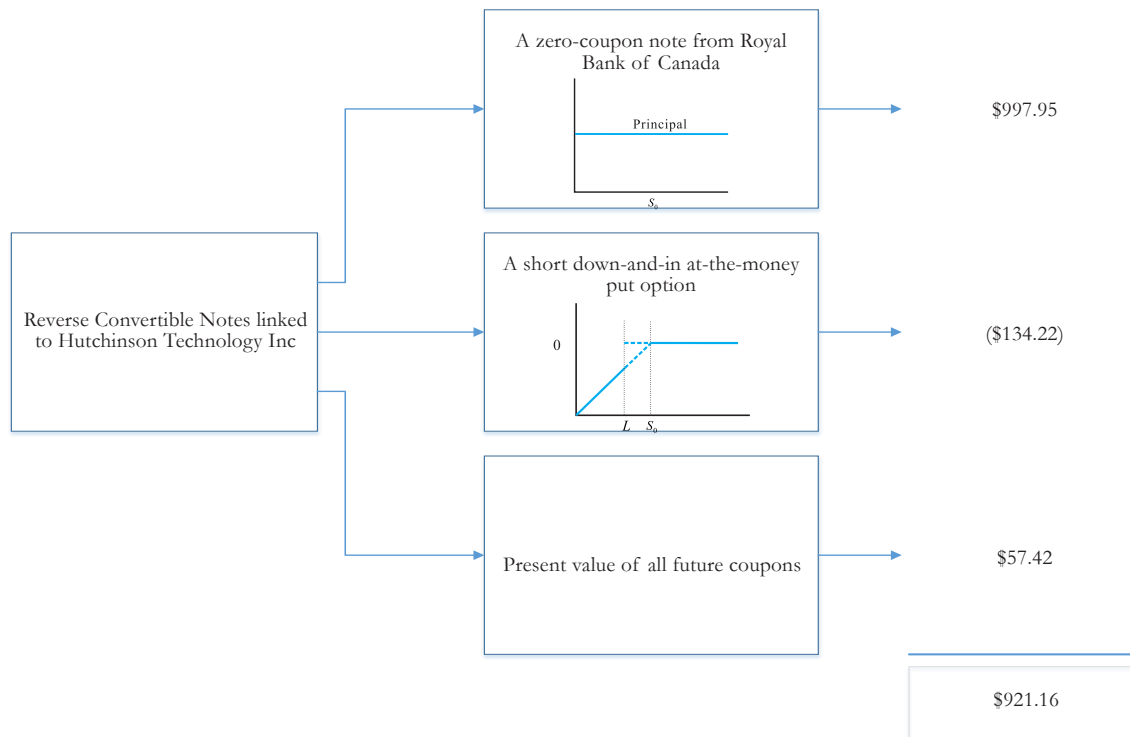 A zero-coupon note from Royal
Bank of Canada
Principal
S₀
$997.95
Reverse Convertible Notes linked
to Hutchinson Technology Inc
A short down-and-in at-the-money
put option
0
L S₀
($134.22)
Present value of all future coupons
$57.42
$921.16